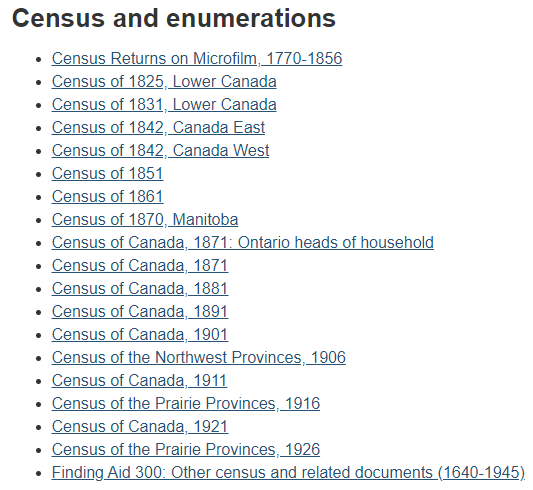 Census and enumerations
Census Returns on Microfilm, 1770-1856
Census of 1825, Lower Canada
Census of 1831, Lower Canada
Census of 1842, Canada East
Census of 1842, Canada West
Census of 1851
Census of 1861
Census of 1870, Manitoba
Census of Canada, 1871: Ontario heads of household
Census of Canada, 1871
Census of Canada, 1881
Census of Canada, 1891
Census of Canada, 1901
Census of the Northwest Provinces, 1906
Census of Canada, 1911
Census of the Prairie Provinces, 1916
Census of Canada, 1921
Census of the Prairie Provinces, 1926
Finding Aid 300: Other census and related documents (1640-1945)